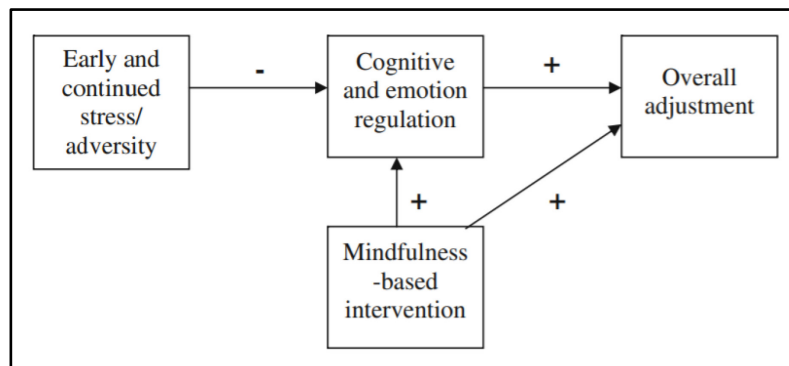 Early and
continued
stress/
adversity
-
Cognitive
and emotion
regulation
+
Overall
adjustment
+
+
Mindfulness
-based
intervention